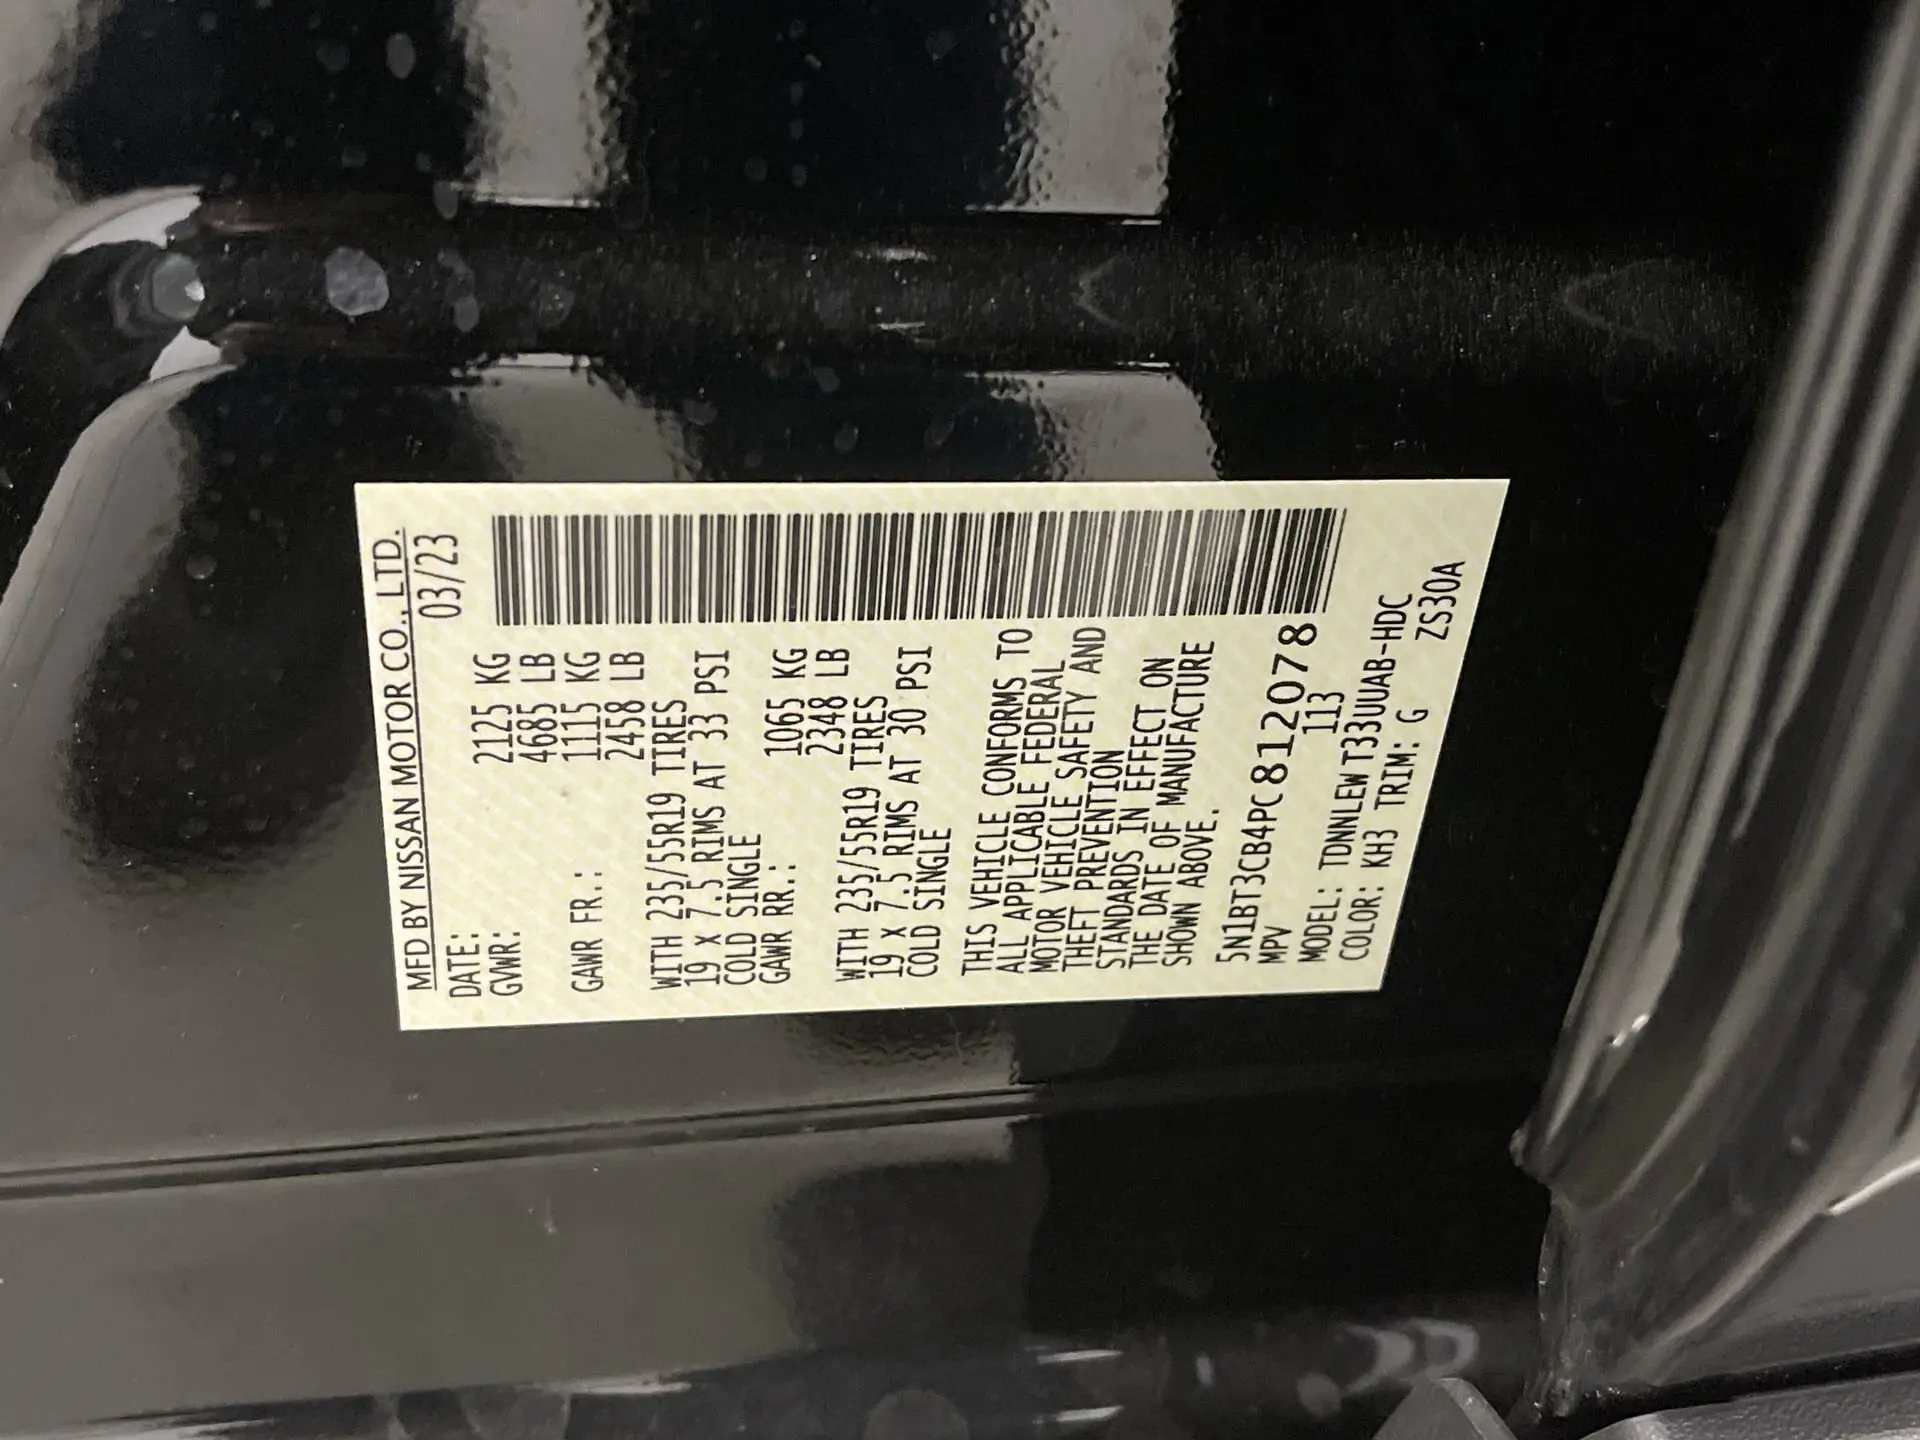 MFD BY NISSAN MOTOR CO., LTD.
DATE: 03/23
GVWR: 2125 KG
4685 LB
GAWR FR.: 1115 KG
2458 LB
WITH 235/55R19 TIRES
19 X 7.5 RIMS AT 33 PSI
COLD SINGLE
GAWR RR.: 1065 KG
2348 LB
WITH 235/55R19 TIRES
19 X 7.5 RIMS AT 30 PSI
COLD SINGLE
THIS VEHICLE CONFORMS TO
ALL APPLICABLE FEDERAL
MOTOR VEHICLE SAFETY AND
THEFT PREVENTION
STANDARDS IN EFFECT ON
THE DATE OF MANUFACTURE
SHOWN ABOVE.
5N1BT3CB4PC812078
MPV 113
MODEL: TDNNLEW T33UUAB-HDC
COLOR: KH3 TRIM: G ZS30A